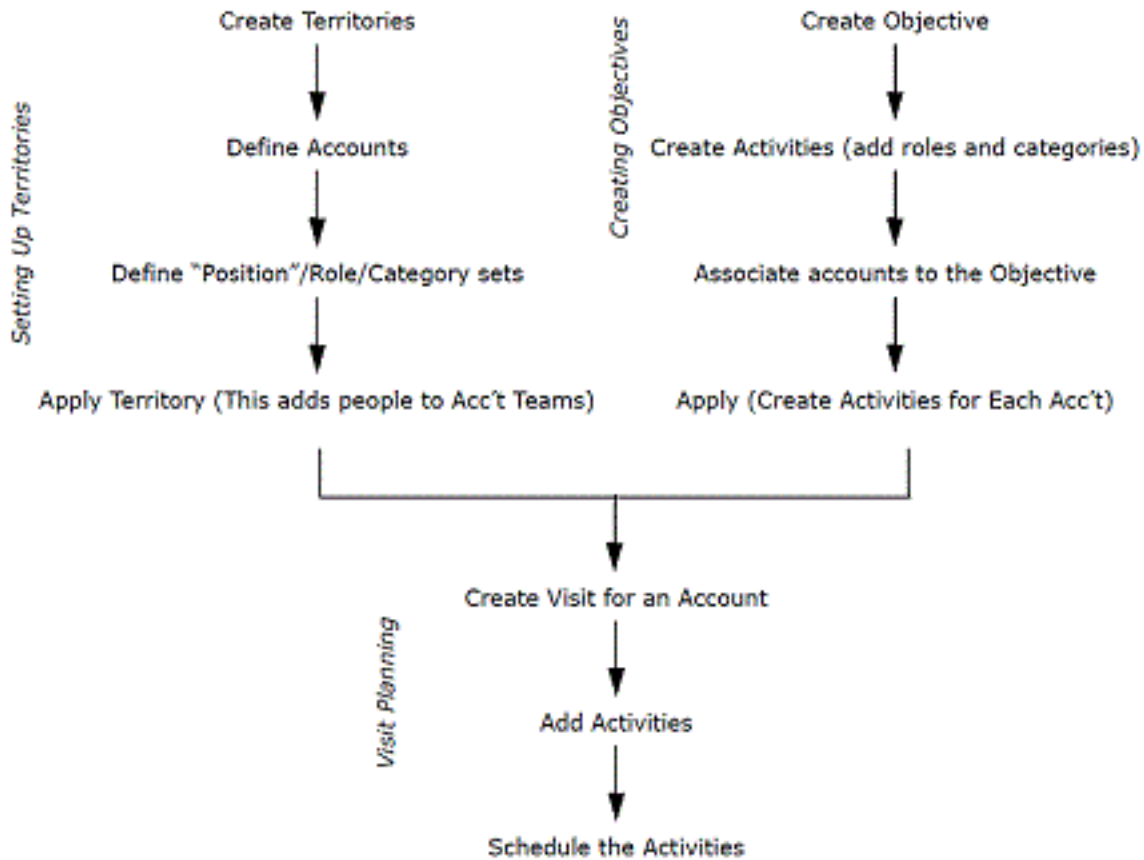 Setting Up Territories
Create Territories
Define Accounts
Define “Position”/Role/Category sets
Apply Territory (This adds people to Acc’t Teams)
Creating Objectives
Create Objective
Create Activities (add roles and categories)
Associate accounts to the Objective
Apply (Create Activities for Each Acc’t)
Visit Planning
Create Visit for an Account
Add Activities
Schedule the Activities